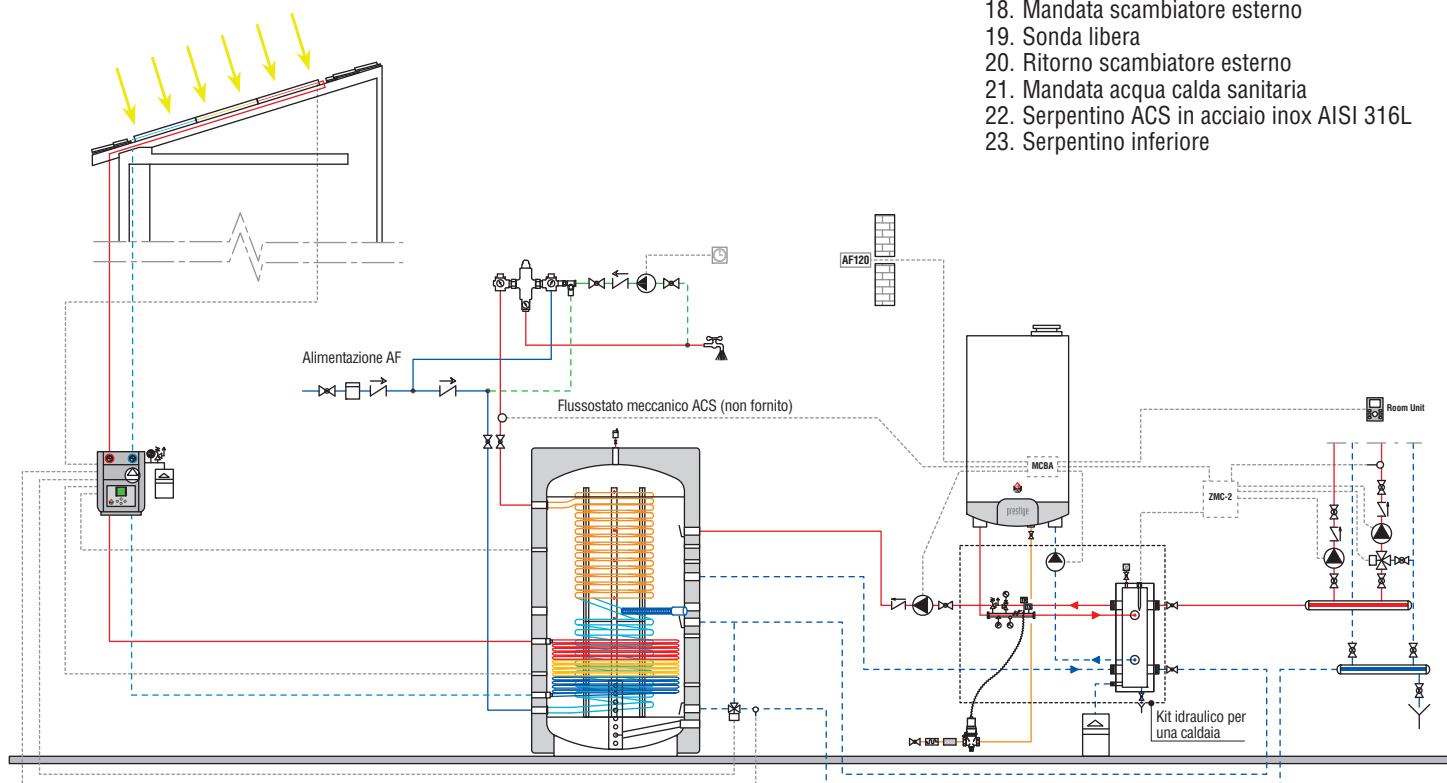 18. Mandata scambiatore esterno
19. Sonda libera
20. Ritorno scambiatore esterno
21. Mandata acqua calda sanitaria
22. Serpentino ACS in acciaio inox AISI 316L
23. Serpentino inferiore
AF120
Alimentazione AF
Flussostato meccanico ACS (non fornito)
Room Unit
MCBA
ZMC-2
prestige
Kit idraulico per
una caldaia